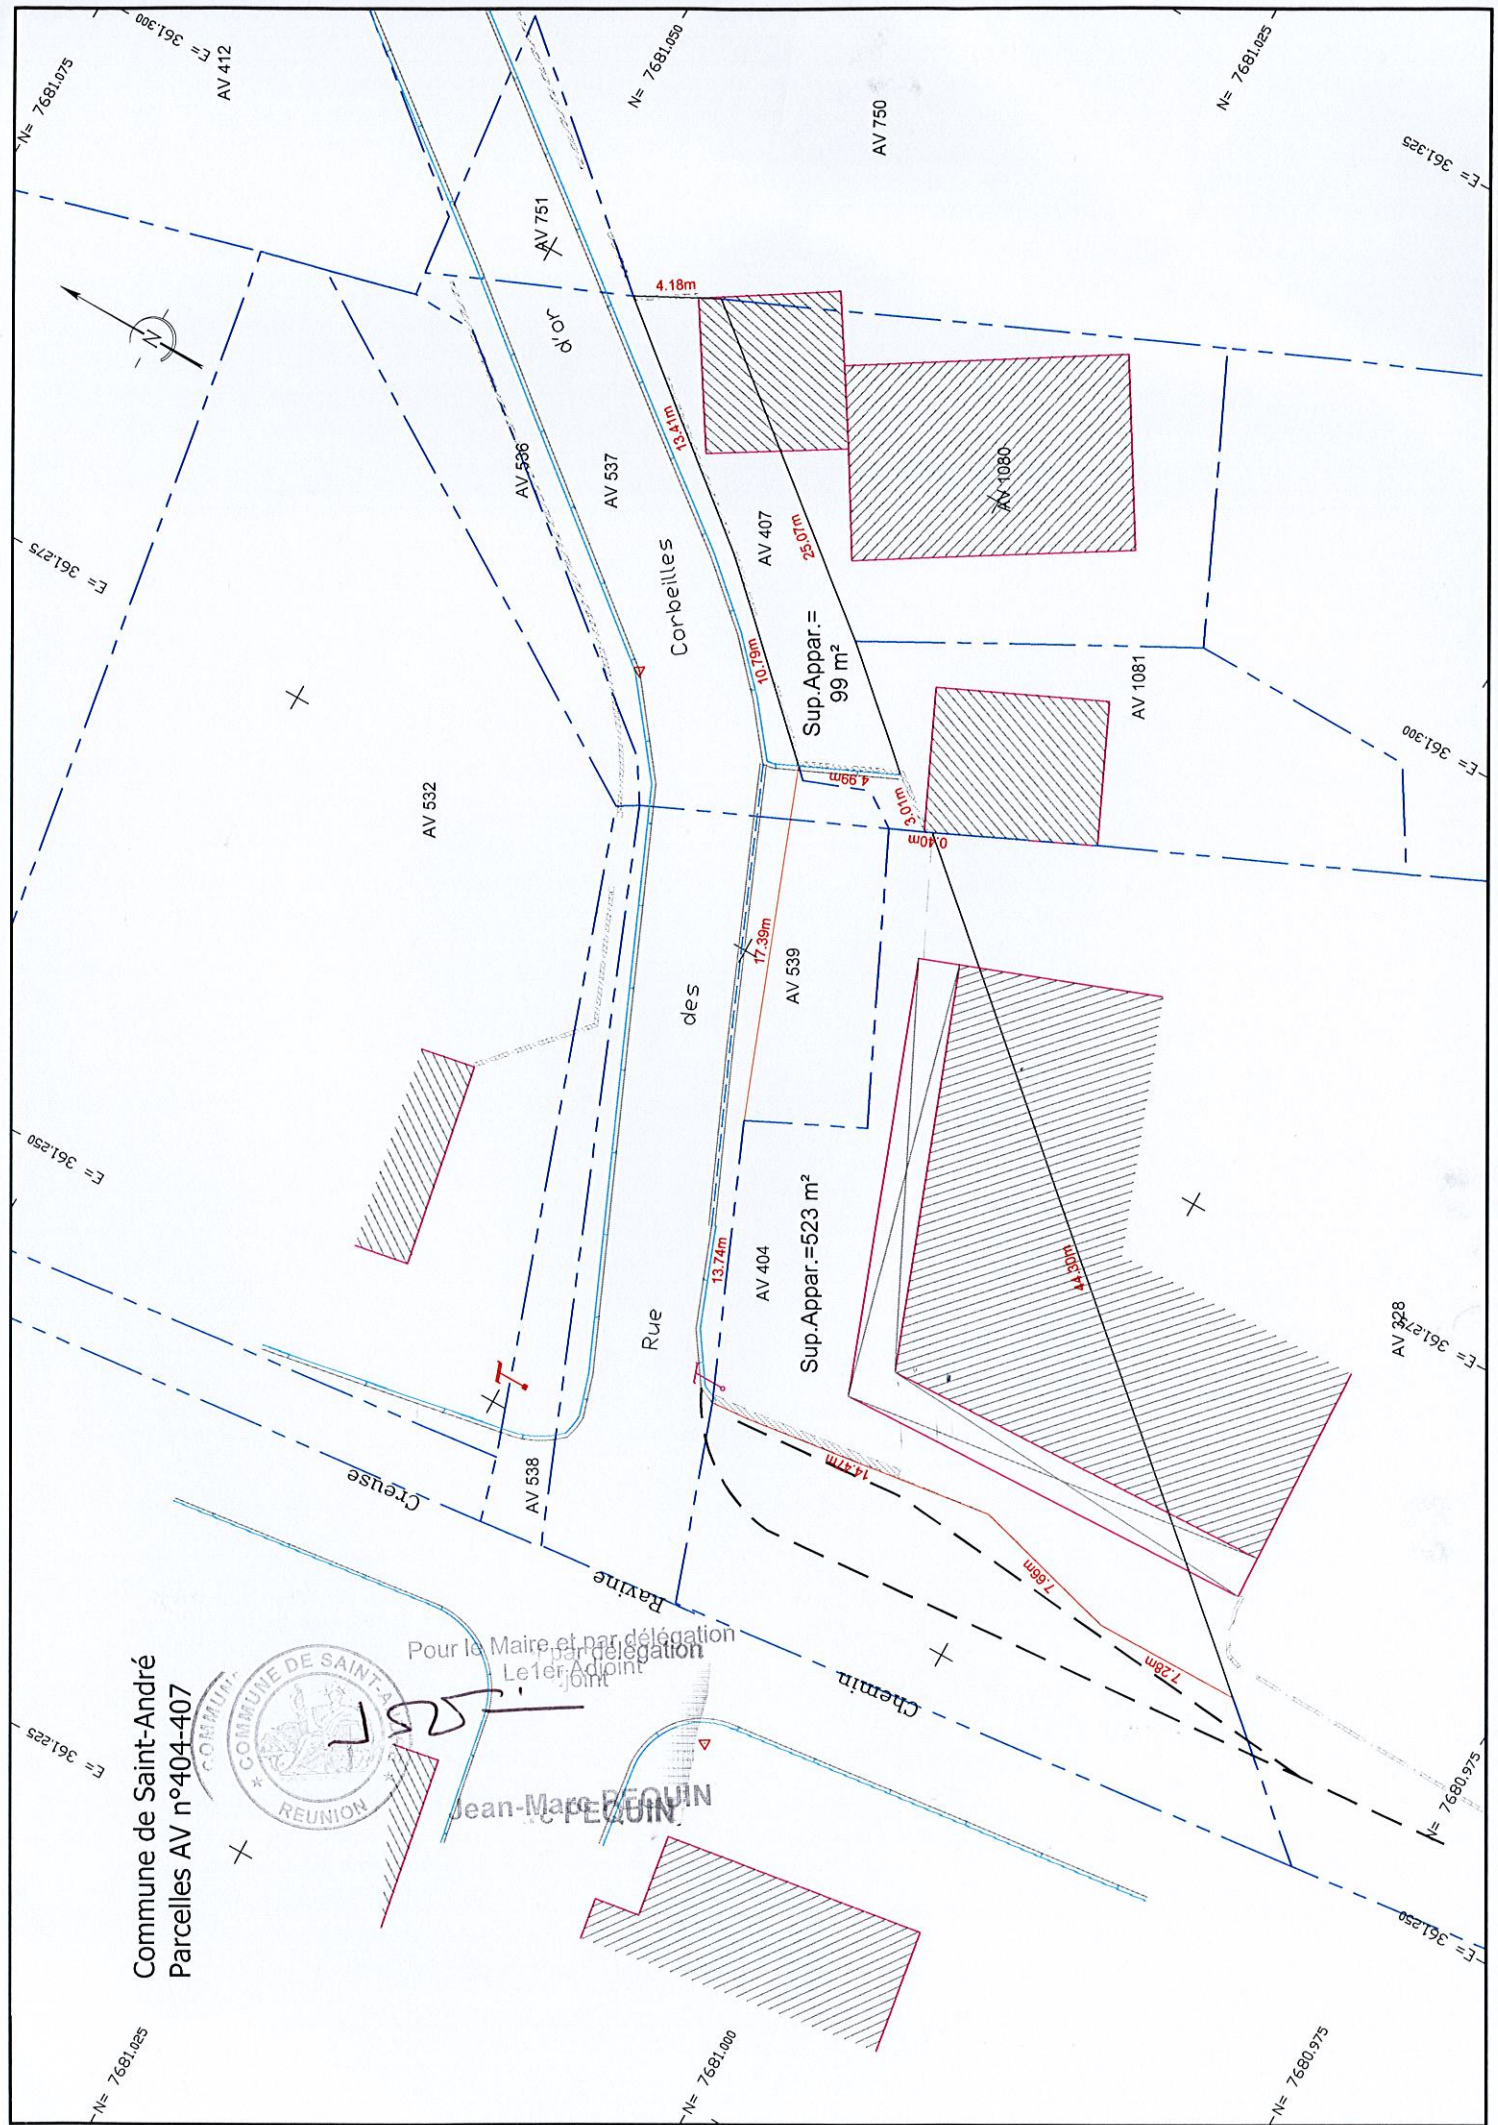 Commune de Saint-André
Parcelles AV n°404-407
COMMUNE DE SAINT-A
REUNION
COMMUN
Pour le Maire et par délégation
par délégation
Le 1er Adjoint
joint
Jean-Marc PEQUIN
c PEQUIN
N= 7681.075
E= 361.300
AV 412
N= 7681.050
N= 7681.025
AV 750
E= 361.325
AV 751
4.18m
d'or
13.41m
AV 536
AV 537
AV 407
25.07m
AV 1080
Corbeilles
10.79m
Sup.Appar.=
99 m²
AV 1081
E= 361.275
E= 361.300
AV 532
4.99m
3.01m
0.40m
17.39m
AV 539
des
E= 361.250
13.74m
AV 404
Sup.Appar.=523 m²
44.30m
Rue
AV 328
E= 361.275
AV 538
14.47m
7.66m
7.28m
Chemin
Ravine
Creuse
E= 361.225
N= 7680.975
E= 361.250
N= 7681.025
N= 7681.000
N= 7680.975
N